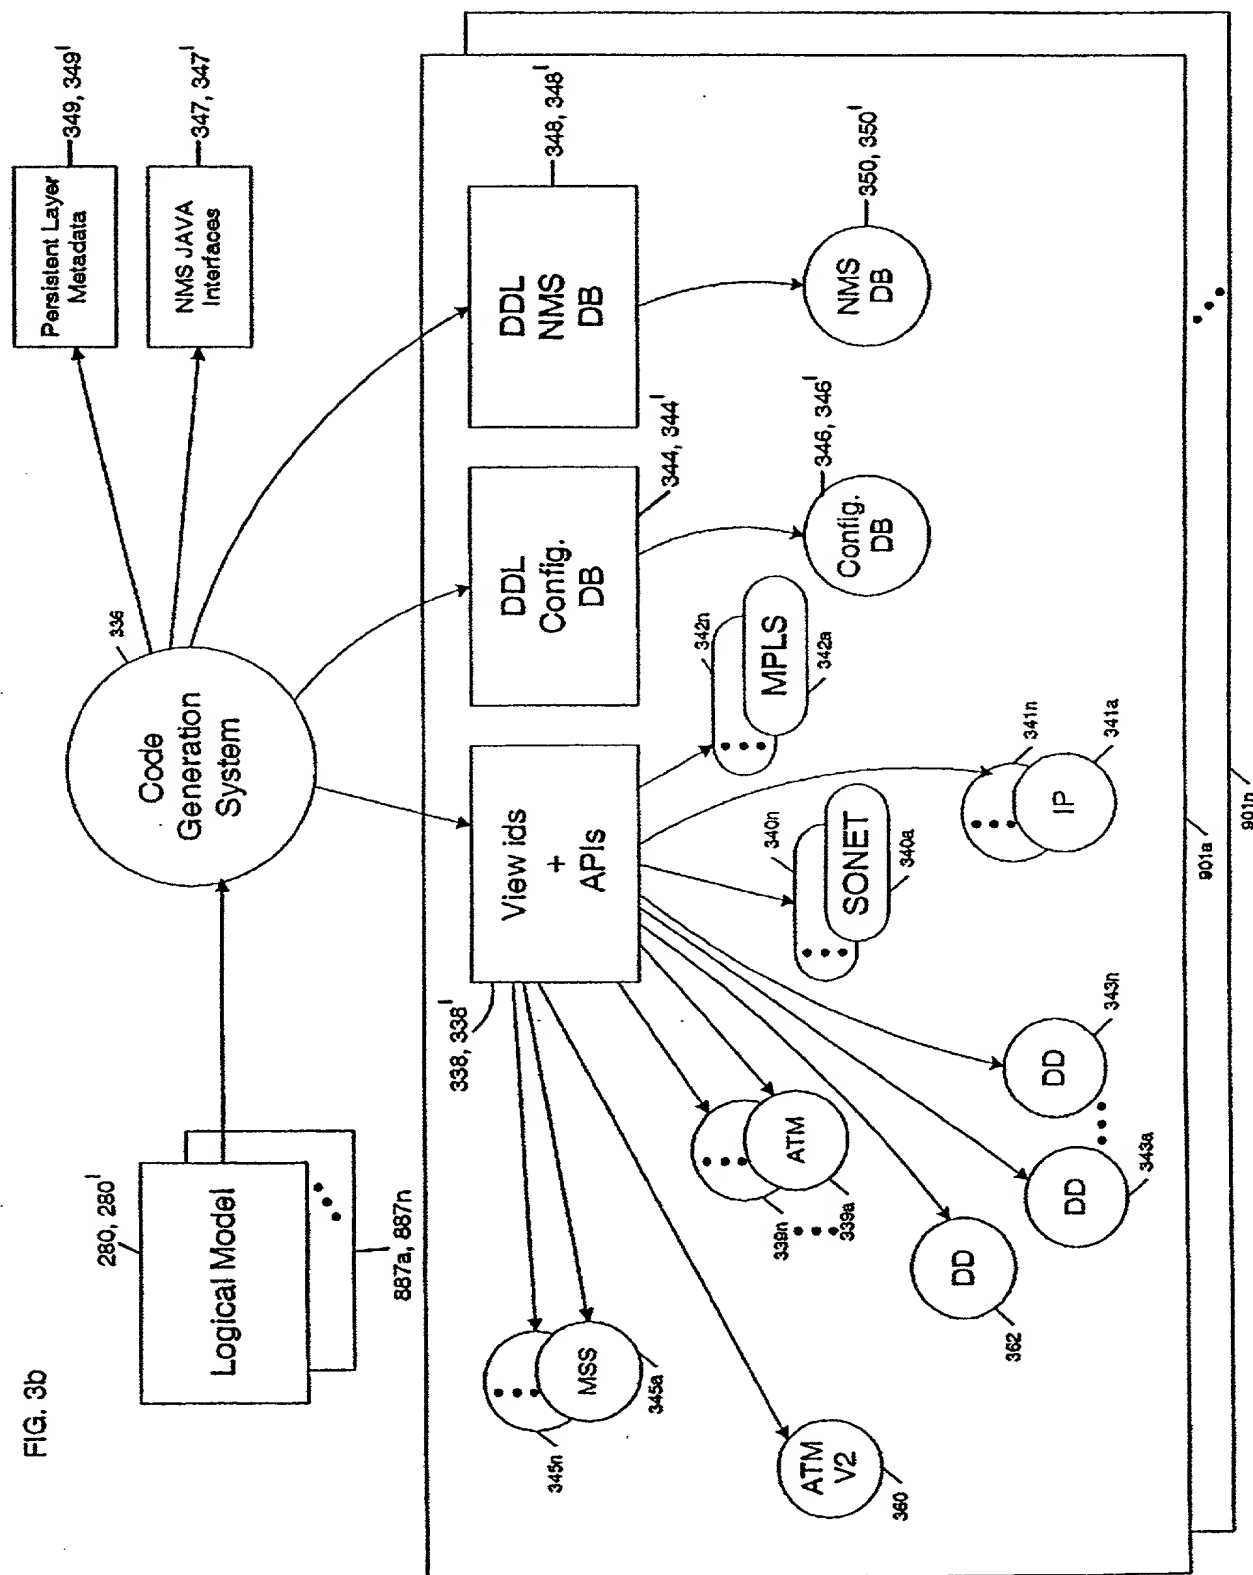 FIG. 3b
280, 280'
Logical Model
887a, 887n
Code
Generation
System
336
Persistent Layer
Metadata
349, 349'
NMS JAVA
Interfaces
347, 347'
338, 338'
View ids
+
APIs
DDL
Config.
DB
344, 344'
DDL
NMS
DB
348, 348'
345n
MSS
345a
ATM
V2
360
339n
339a
ATM
DD
362
DD
343a
DD
343n
340n
SONET
340a
342n
MPLS
342a
341n
IP
341a
Config.
DB
346, 346'
NMS
DB
350, 350'
901a
901n